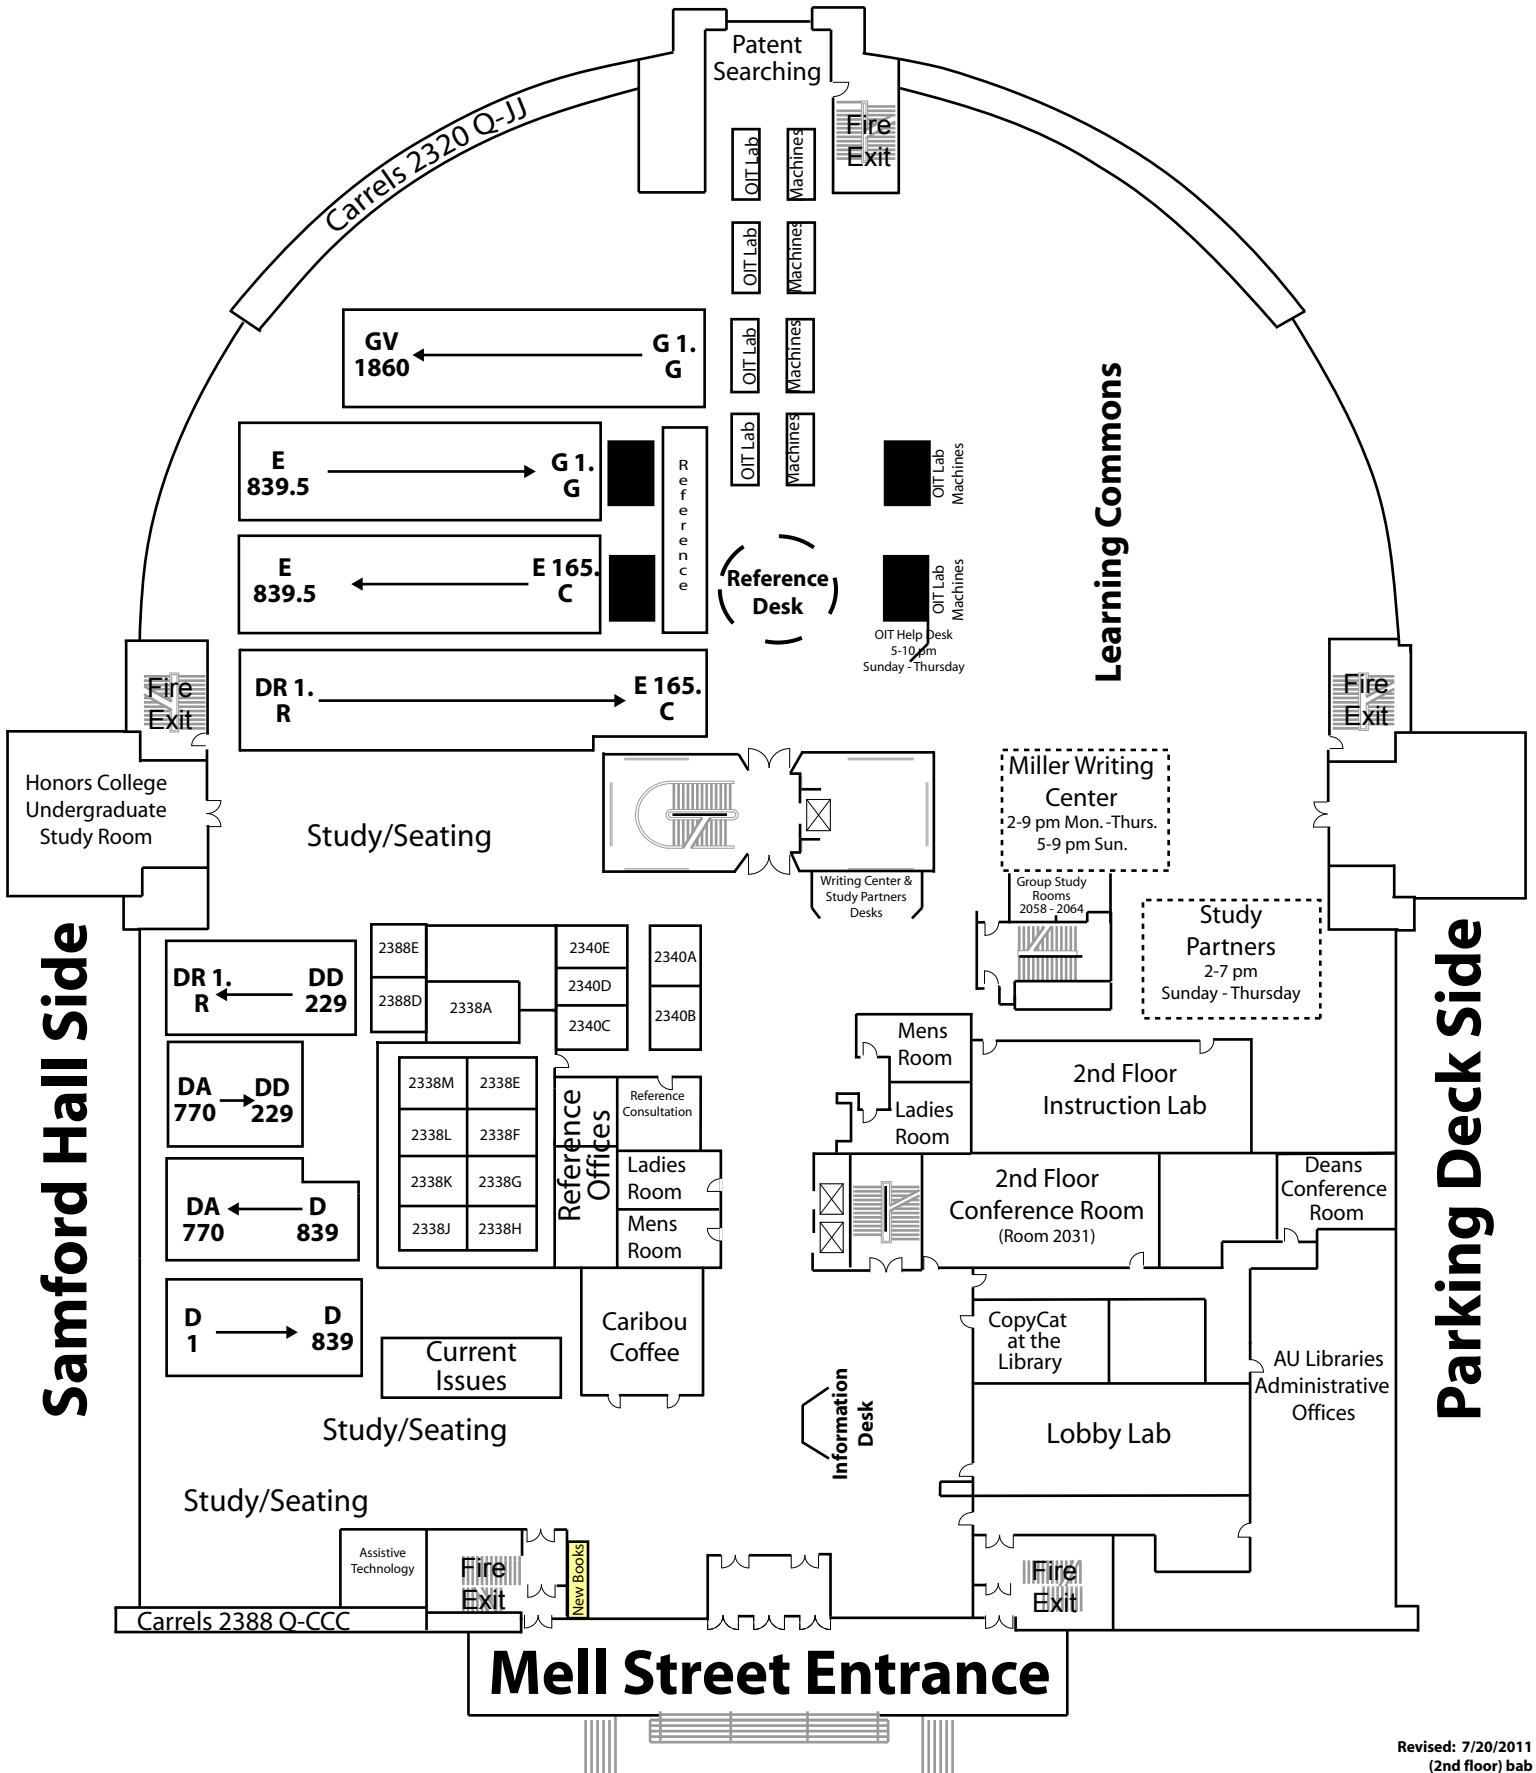 Patent
Searching
Fire
Exit
Carrels 2320 Q-JJ
OIT Lab
Machines
OIT Lab
Machines
OIT Lab
Machines
OIT Lab
Machines
GV
1860
G 1.
G
E
839.5
G 1.
G
Reference
OIT Lab
Machines
Learning Commons
E
839.5
E 165.
C
Reference
Desk
OIT Lab
Machines
OIT Help Desk
5-10 pm
Sunday - Thursday
DR 1.
R
E 165.
C
Fire
Exit
Fire
Exit
Honors College
Undergraduate
Study Room
Study/Seating
Miller Writing
Center
2-9 pm Mon. -Thurs.
5-9 pm Sun.
Writing Center &
Study Partners
Desks
Group Study
Rooms
2058 - 2064
Study
Partners
2-7 pm
Sunday - Thursday
Samford Hall Side
Parking Deck Side
DR 1.
R
DD
229
2388E
2388D
2338A
2340E
2340D
2340C
2340A
2340B
DA
770
DD
229
2338M
2338E
2338L
2338F
2338K
2338G
2338J
2338H
Reference
Offices
Reference
Consultation
Ladies
Room
Mens
Room
Mens
Room
Ladies
Room
2nd Floor
Instruction Lab
2nd Floor
Conference Room
(Room 2031)
Deans
Conference
Room
DA
770
D
839
D
1
D
839
Current
Issues
Caribou
Coffee
CopyCat
at the
Library
AU Libraries
Administrative
Offices
Information
Desk
Lobby Lab
Study/Seating
Study/Seating
Assistive
Technology
Fire
Exit
New Books
Fire
Exit
Carrels 2388 Q-CCC
Mell Street Entrance
Revised: 7/20/2011
(2nd floor) bab